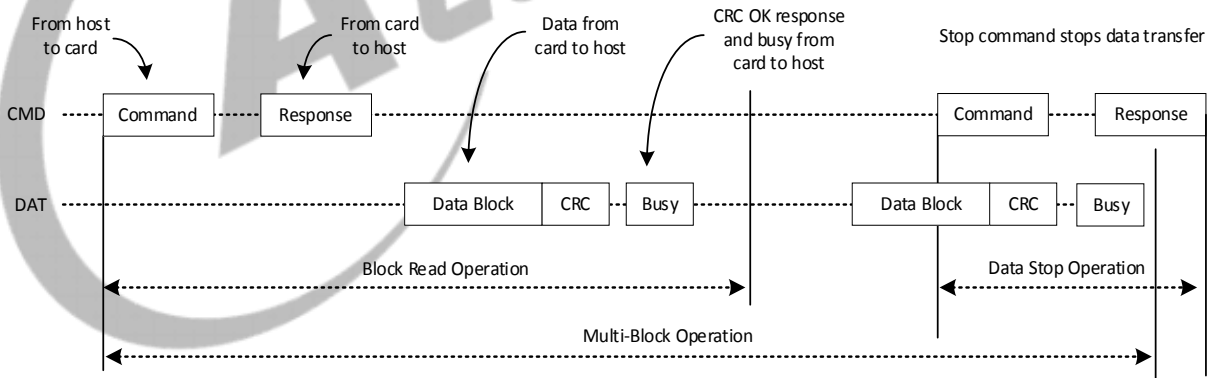 From host
to card
From card
to host
Data from
card to host
CRC OK response
and busy from
card to host
Stop command stops data transfer
CMD
Command
Response
Command
Response
DAT
Data Block
CRC
Busy
Data Block
CRC
Busy
Block Read Operation
Data Stop Operation
Multi-Block Operation